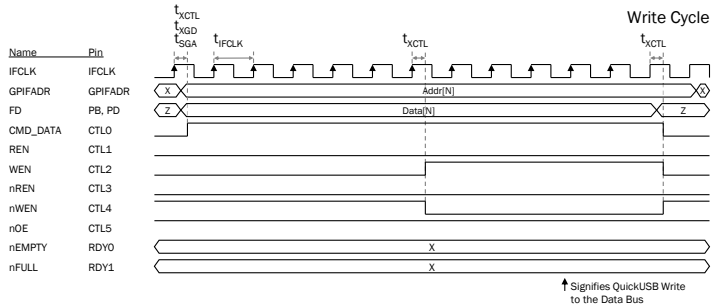 Write Cycle
tXCTL
tXGD
tSGA
tIFCLK
tXCTL
tXCTL
Name Pin
IFCLK IFCLK
GPIFADR GPIFADR X Addr[N] X
FD PB, PD Z Data[N] Z
CMD_DATA CTL0
REN CTL1
WEN CTL2
nREN CTL3
nWEN CTL4
nOE CTL5
nEMPTY RDY0 X
nFULL RDY1 X
Signifies QuickUSB Write
to the Data Bus